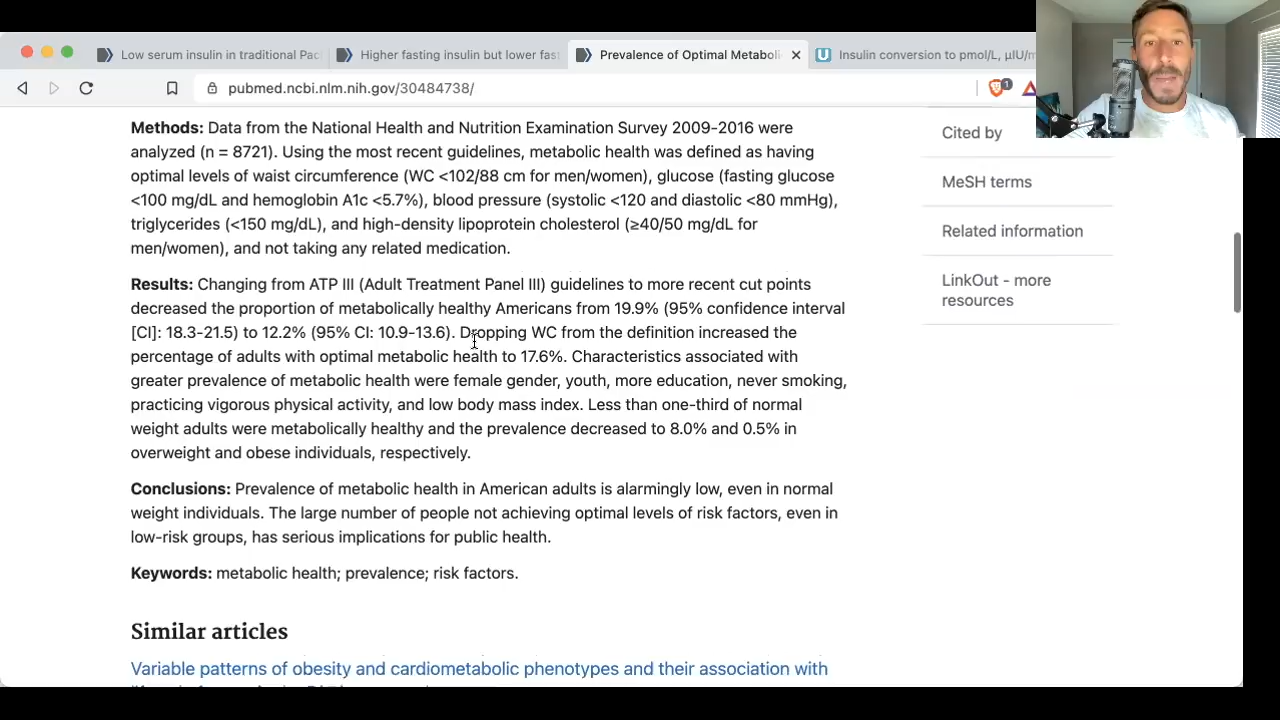 Low serum insulin in traditional Pac
Higher fasting insulin but lower fast
Prevalence of Optimal Metaboli
Insulin conversion to pmol/L, µIU/m
pubmed.ncbi.nlm.nih.gov/30484738/
1
Methods: Data from the National Health and Nutrition Examination Survey 2009-2016 were
analyzed (n = 8721). Using the most recent guidelines, metabolic health was defined as having
optimal levels of waist circumference (WC <102/88 cm for men/women), glucose (fasting glucose
<100 mg/dL and hemoglobin A1c <5.7%), blood pressure (systolic <120 and diastolic <80 mmHg),
triglycerides (<150 mg/dL), and high-density lipoprotein cholesterol (≥40/50 mg/dL for
men/women), and not taking any related medication.
Results: Changing from ATP III (Adult Treatment Panel III) guidelines to more recent cut points
decreased the proportion of metabolically healthy Americans from 19.9% (95% confidence interval
[CI]: 18.3-21.5) to 12.2% (95% CI: 10.9-13.6). Dropping WC from the definition increased the
percentage of adults with optimal metabolic health to 17.6%. Characteristics associated with
greater prevalence of metabolic health were female gender, youth, more education, never smoking,
practicing vigorous physical activity, and low body mass index. Less than one-third of normal
weight adults were metabolically healthy and the prevalence decreased to 8.0% and 0.5% in
overweight and obese individuals, respectively.
Conclusions: Prevalence of metabolic health in American adults is alarmingly low, even in normal
weight individuals. The large number of people not achieving optimal levels of risk factors, even in
low-risk groups, has serious implications for public health.
Keywords: metabolic health; prevalence; risk factors.
Similar articles
Variable patterns of obesity and cardiometabolic phenotypes and their association with
Cited by
MeSH terms
Related information
LinkOut - more
resources